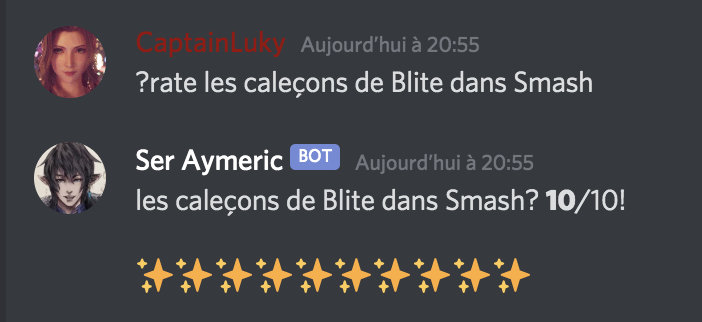 CaptainLuky Aujourd'hui à 20:55
?rate les caleçons de Blite dans Smash
Ser Aymeric BOT Aujourd'hui à 20:55
les caleçons de Blite dans Smash? 10/10!